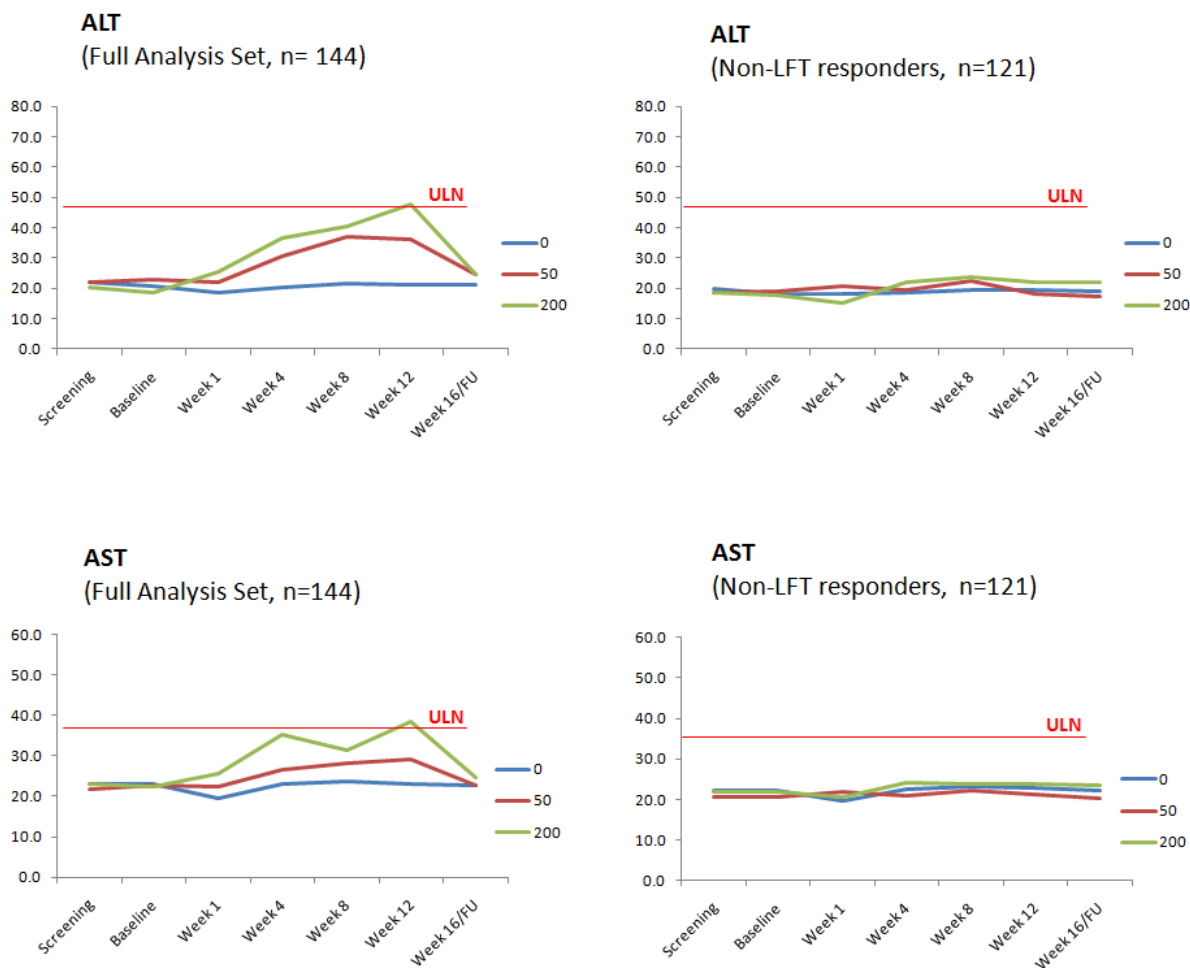 ALT
(Full Analysis Set, n= 144)
80.0
70.0
60.0
50.0
40.0
30.0
20.0
10.0
0.0
ULN
0
50
200
Screening
Baseline
Week 1
Week 4
Week 8
Week 12
Week 16/FU
ALT
(Non-LFT responders, n=121)
80.0
70.0
60.0
50.0
40.0
30.0
20.0
10.0
0.0
ULN
0
50
200
Screening
Baseline
Week 1
Week 4
Week 8
Week 12
Week 16/FU
AST
(Full Analysis Set, n=144)
60.0
50.0
40.0
30.0
20.0
10.0
0.0
ULN
0
50
200
Screening
Baseline
Week 1
Week 4
Week 8
Week 12
Week 16/FU
AST
(Non-LFT responders, n=121)
60.0
50.0
40.0
30.0
20.0
10.0
0.0
ULN
0
50
200
Screening
Baseline
Week 1
Week 4
Week 8
Week 12
Week 16/FU